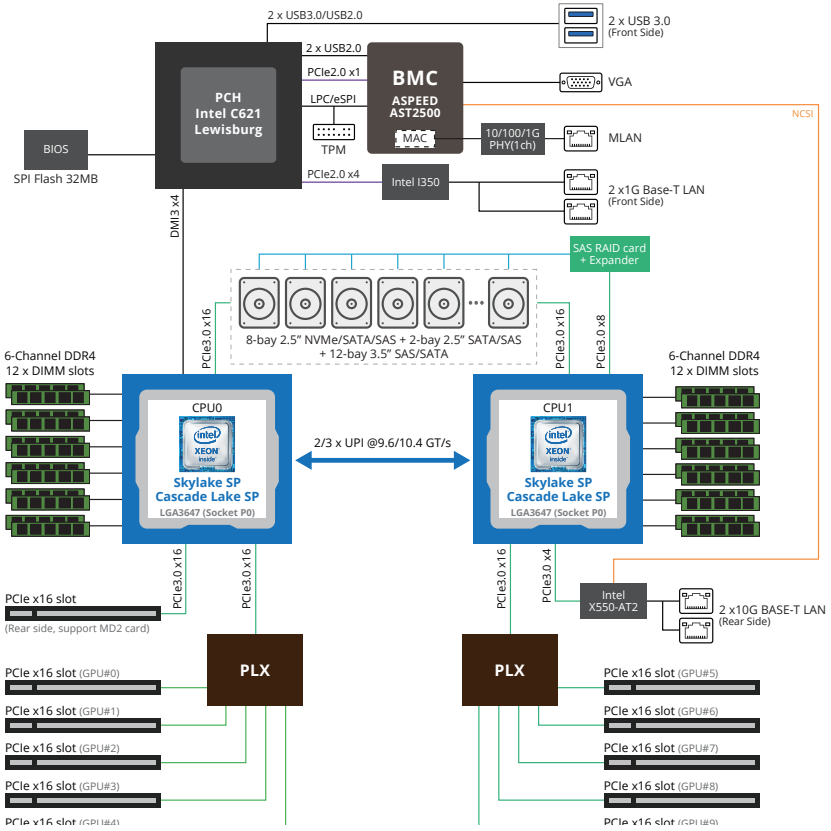 2 x USB3.0/USB2.0
2 x USB 3.0
(Front Side)
2 x USB2.0
PCIe2.0 x1
PCH
Intel C621
Lewisburg
BMC
ASPEED
AST2500
MAC
VGA
LPC/eSPI
TPM
NCSI
10/100/1G
PHY(1ch)
MLAN
BIOS
SPI Flash 32MB
PCIe2.0 x4
Intel I350
2 x1G Base-T LAN
(Front Side)
DMI3 x4
SAS RAID card
+ Expander
PCIe3.0 x16
8-bay 2.5” NVMe/SATA/SAS + 2-bay 2.5” SATA/SAS
+ 12-bay 3.5” SAS/SATA
PCIe3.0 x16
PCIe3.0 x8
6-Channel DDR4
12 x DIMM slots
6-Channel DDR4
12 x DIMM slots
CPU0
intel
XEON
inside
Skylake SP
Cascade Lake SP
LGA3647 (Socket P0)
2/3 x UPI @9.6/10.4 GT/s
CPU1
intel
XEON
inside
Skylake SP
Cascade Lake SP
LGA3647 (Socket P0)
PCIe3.0 x16
PCIe3.0 x16
PCIe3.0 x16
PCIe3.0 x4
PCIe x16 slot
(Rear side, support MD2 card)
Intel
X550-AT2
2 x10G BASE-T LAN
(Rear Side)
PLX
PLX
PCIe x16 slot (GPU#0)
PCIe x16 slot (GPU#1)
PCIe x16 slot (GPU#2)
PCIe x16 slot (GPU#3)
PCIe x16 slot (GPU#4)
PCIe x16 slot (GPU#5)
PCIe x16 slot (GPU#6)
PCIe x16 slot (GPU#7)
PCIe x16 slot (GPU#8)
PCIe x16 slot (GPU#9)